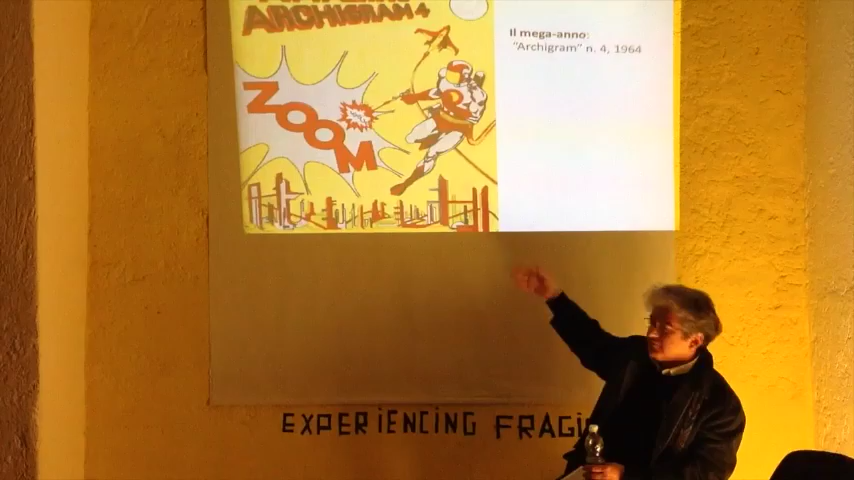 ARCHIGRAM 4
ZOOM
Il mega-anno:
"Archigram" n. 4, 1964
EXPERiENCING FRAGi